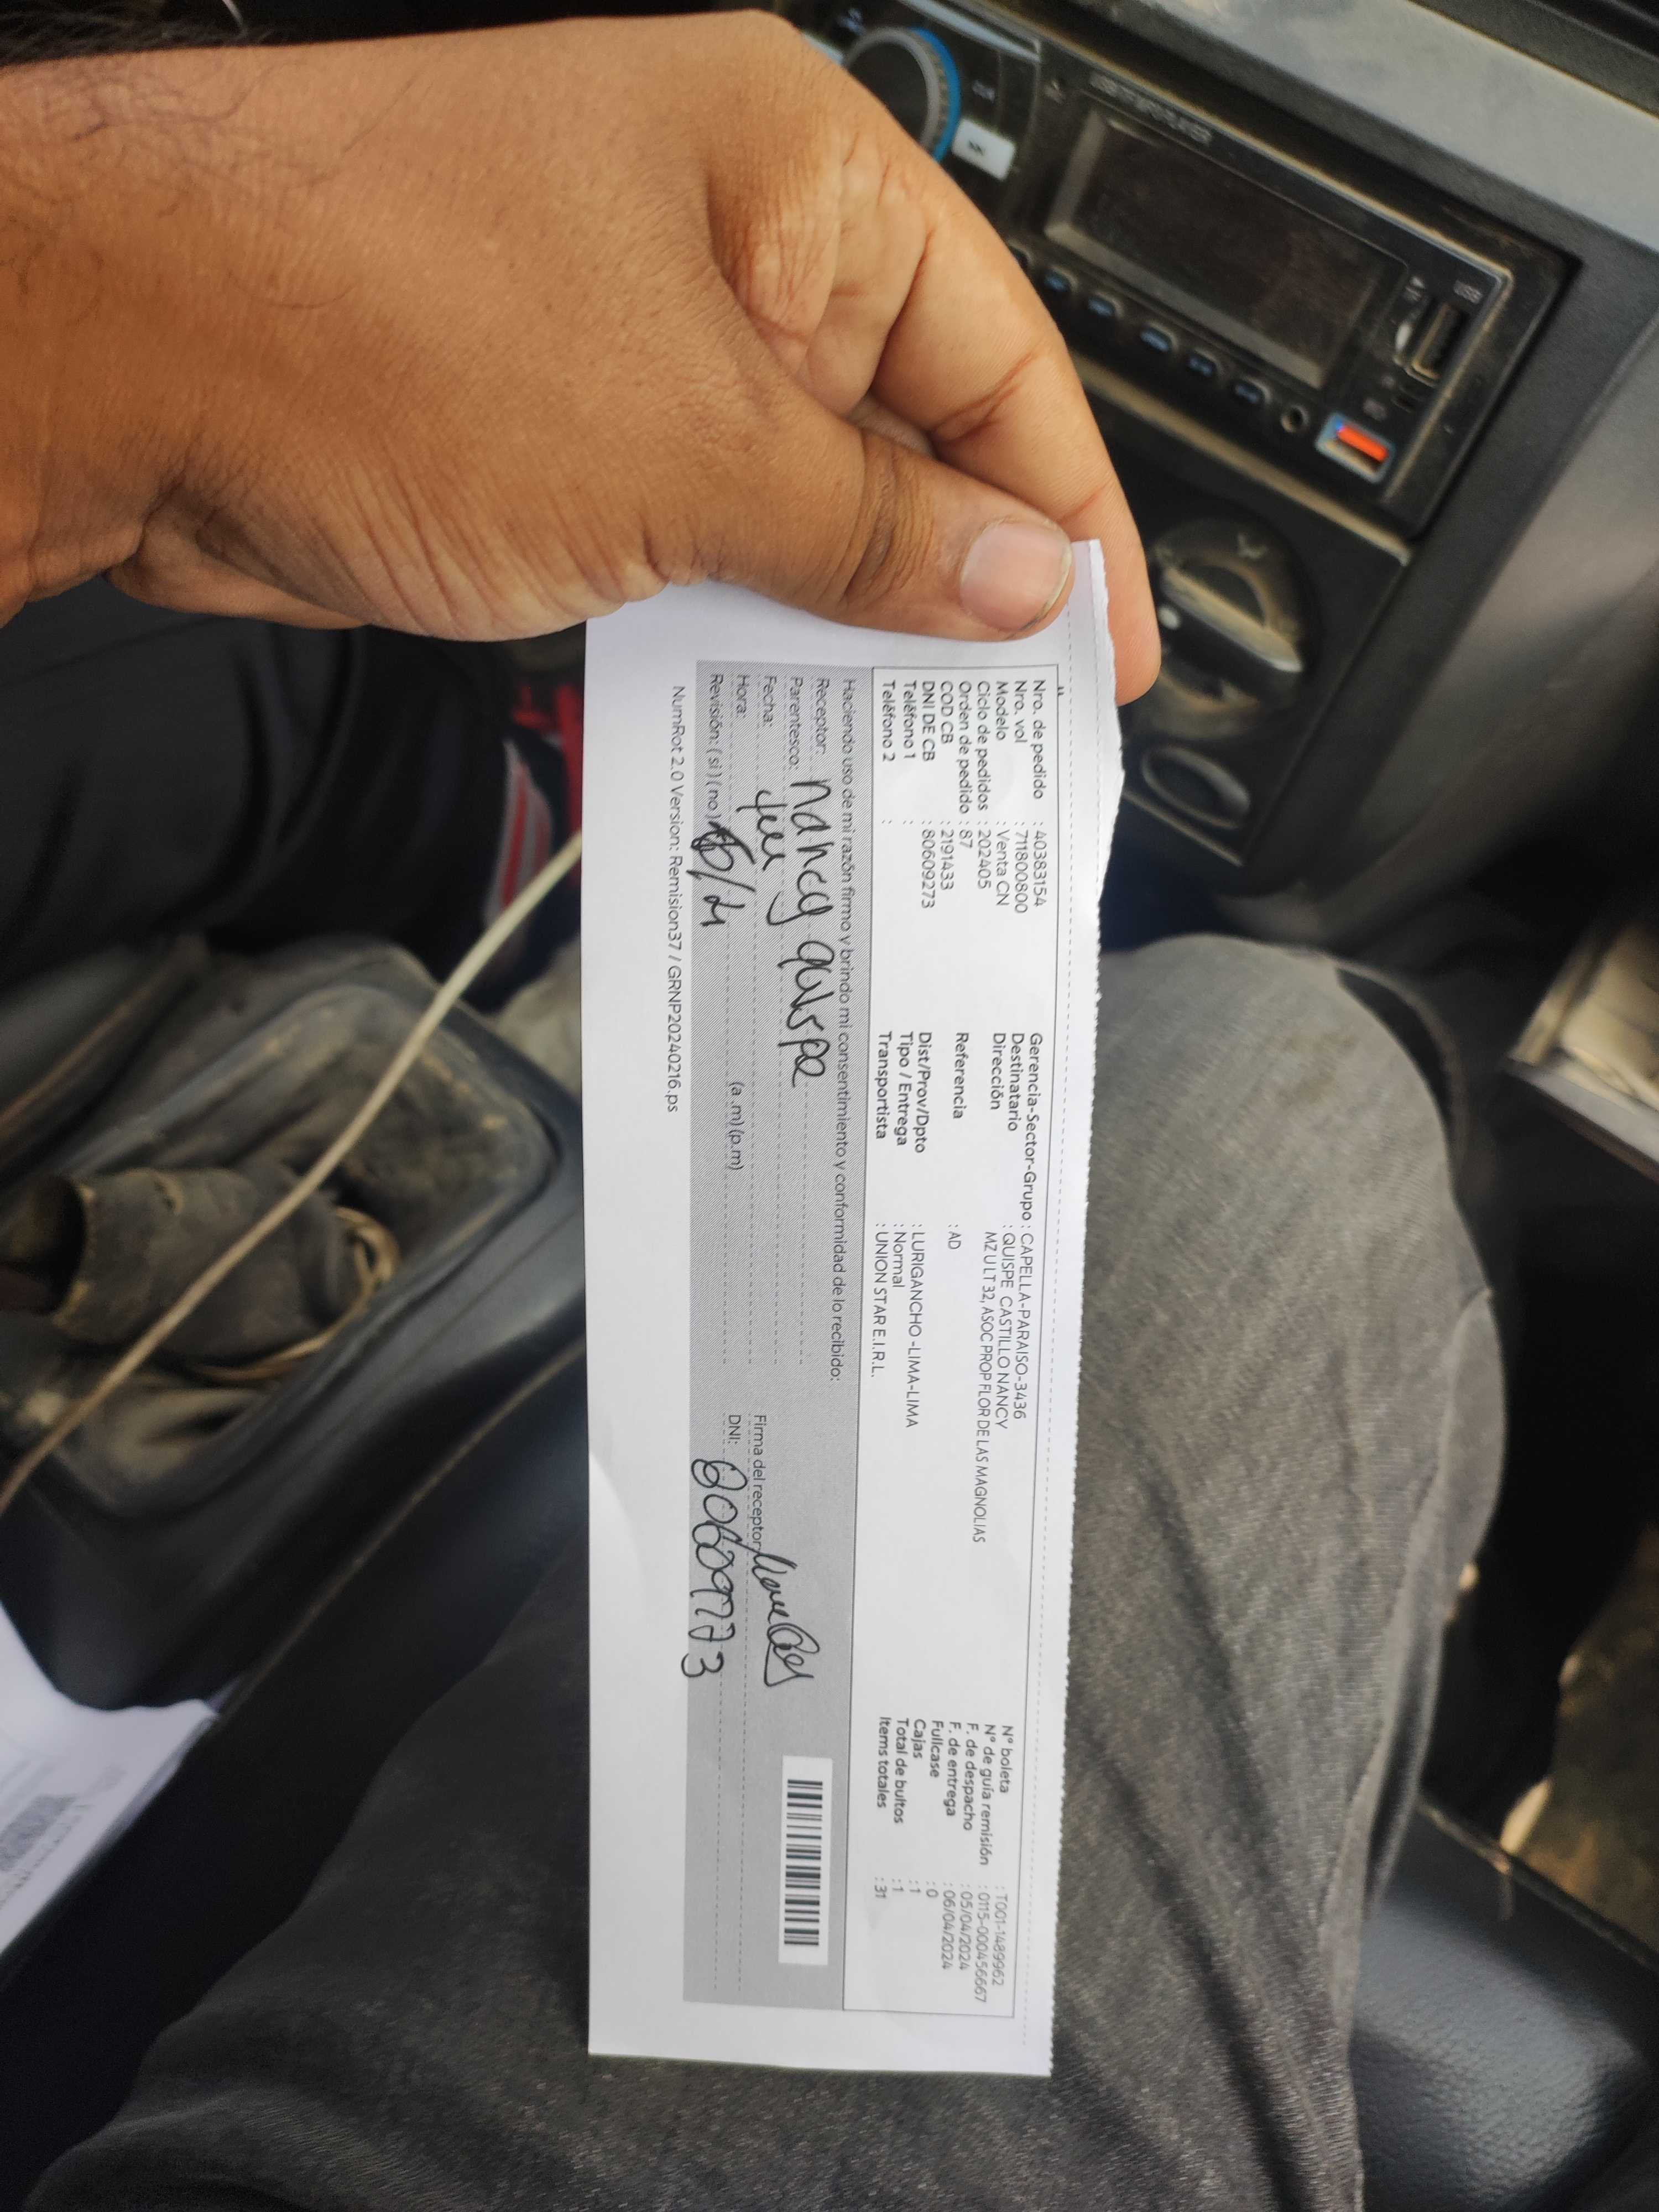 Nro. de pedido : 40383154
Nro. vol : 711800800
Modelo : Venta CN
Ciclo de pedidos : 202405
Orden de pedido : 87
COD CB : 2191433
DNI DE CB : 80609273
Teléfono 1 :
Teléfono 2 :
Gerencia-Sector-Grupo : CAPELLA-PARAISO-3436
Destinatario : QUISPE CASTILLO NANCY
Dirección MZ U LT 32, ASOC PROP FLOR DE LAS MAGNOLIAS
Referencia : AD
Dist/Prov/Dpto : LURIGANCHO -LIMA-LIMA
Tipo / Entrega : Normal
Transportista : UNION STAR E.I.R.L.
N° boleta : T001-1489962
N° de guía remisión : 0115-000456667
F. de despacho : 05/04/2024
F. de entrega : 06/04/2024
Fullcase : 0
Cajas : 1
Total de bultos : 1
Items totales : 31
Haciendo uso de mi razón firmo y brindo mi consentimiento y conformidad de lo recibido:
Receptor: Nancy Quispe
Parentesco:
Fecha:
Hora: (a .m) (p.m)
Revisión: ( si ) ( no )
Firma del receptor:
DNI: 80609273
NumRot 2.0 Version: Remision37 / GRNP20240216.ps
USB